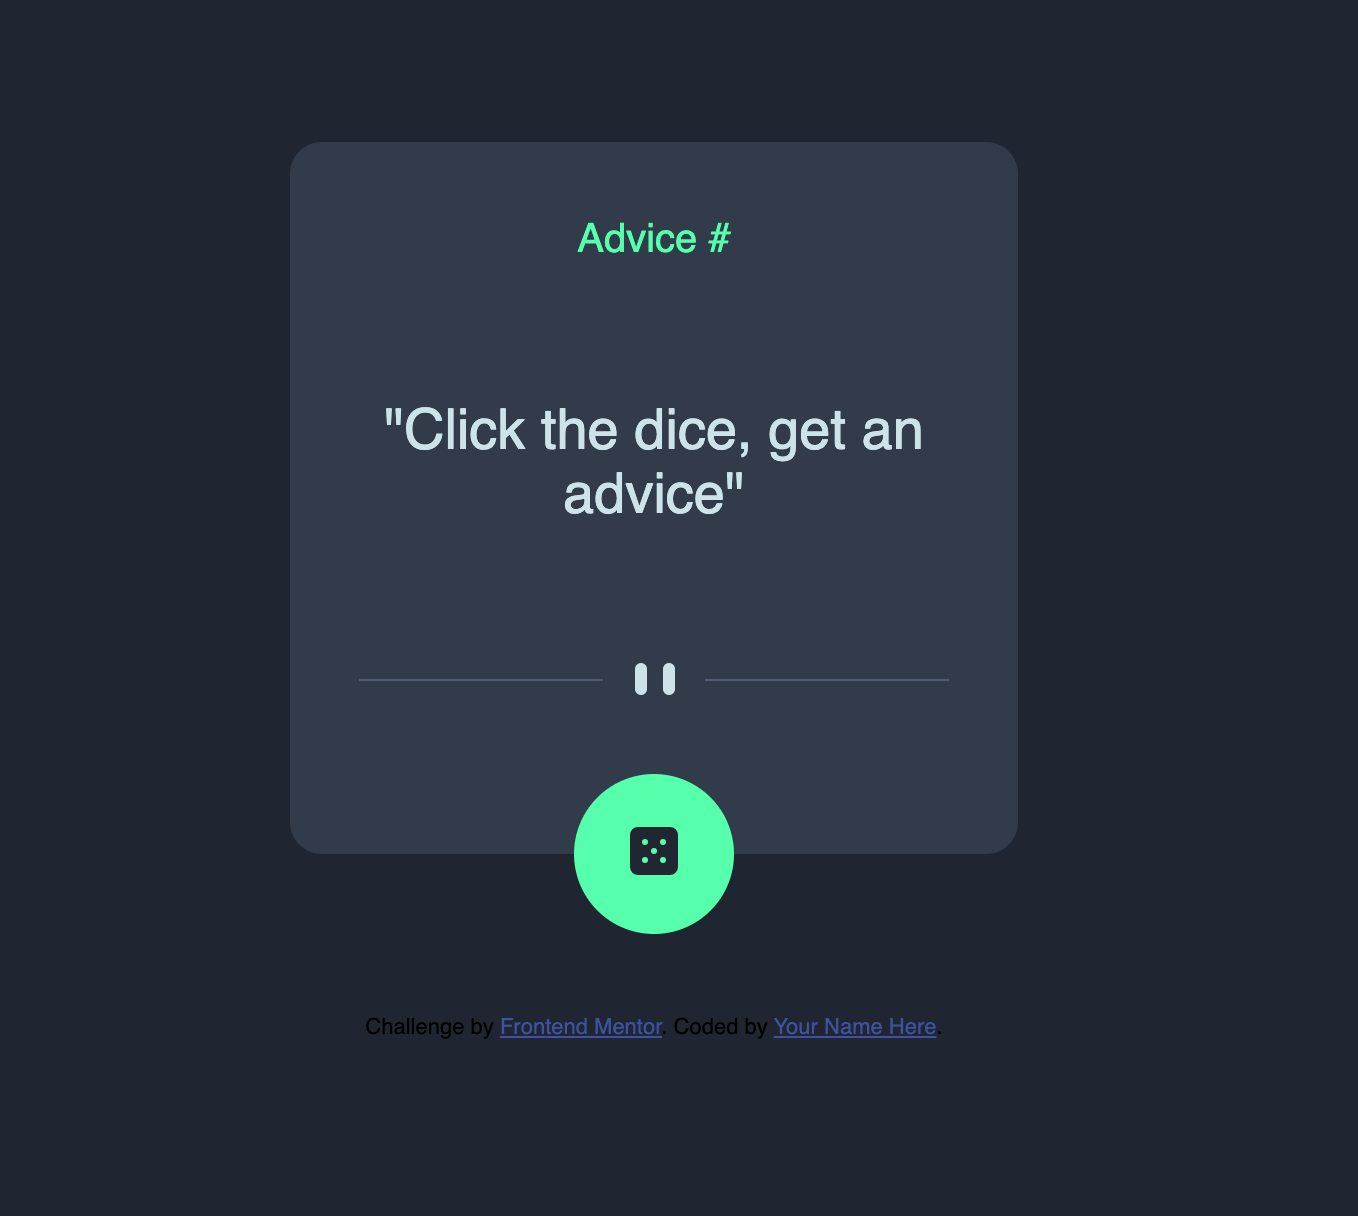 Advice #
"Click the dice, get an
advice"
Challenge by Frontend Mentor. Coded by Your Name Here.